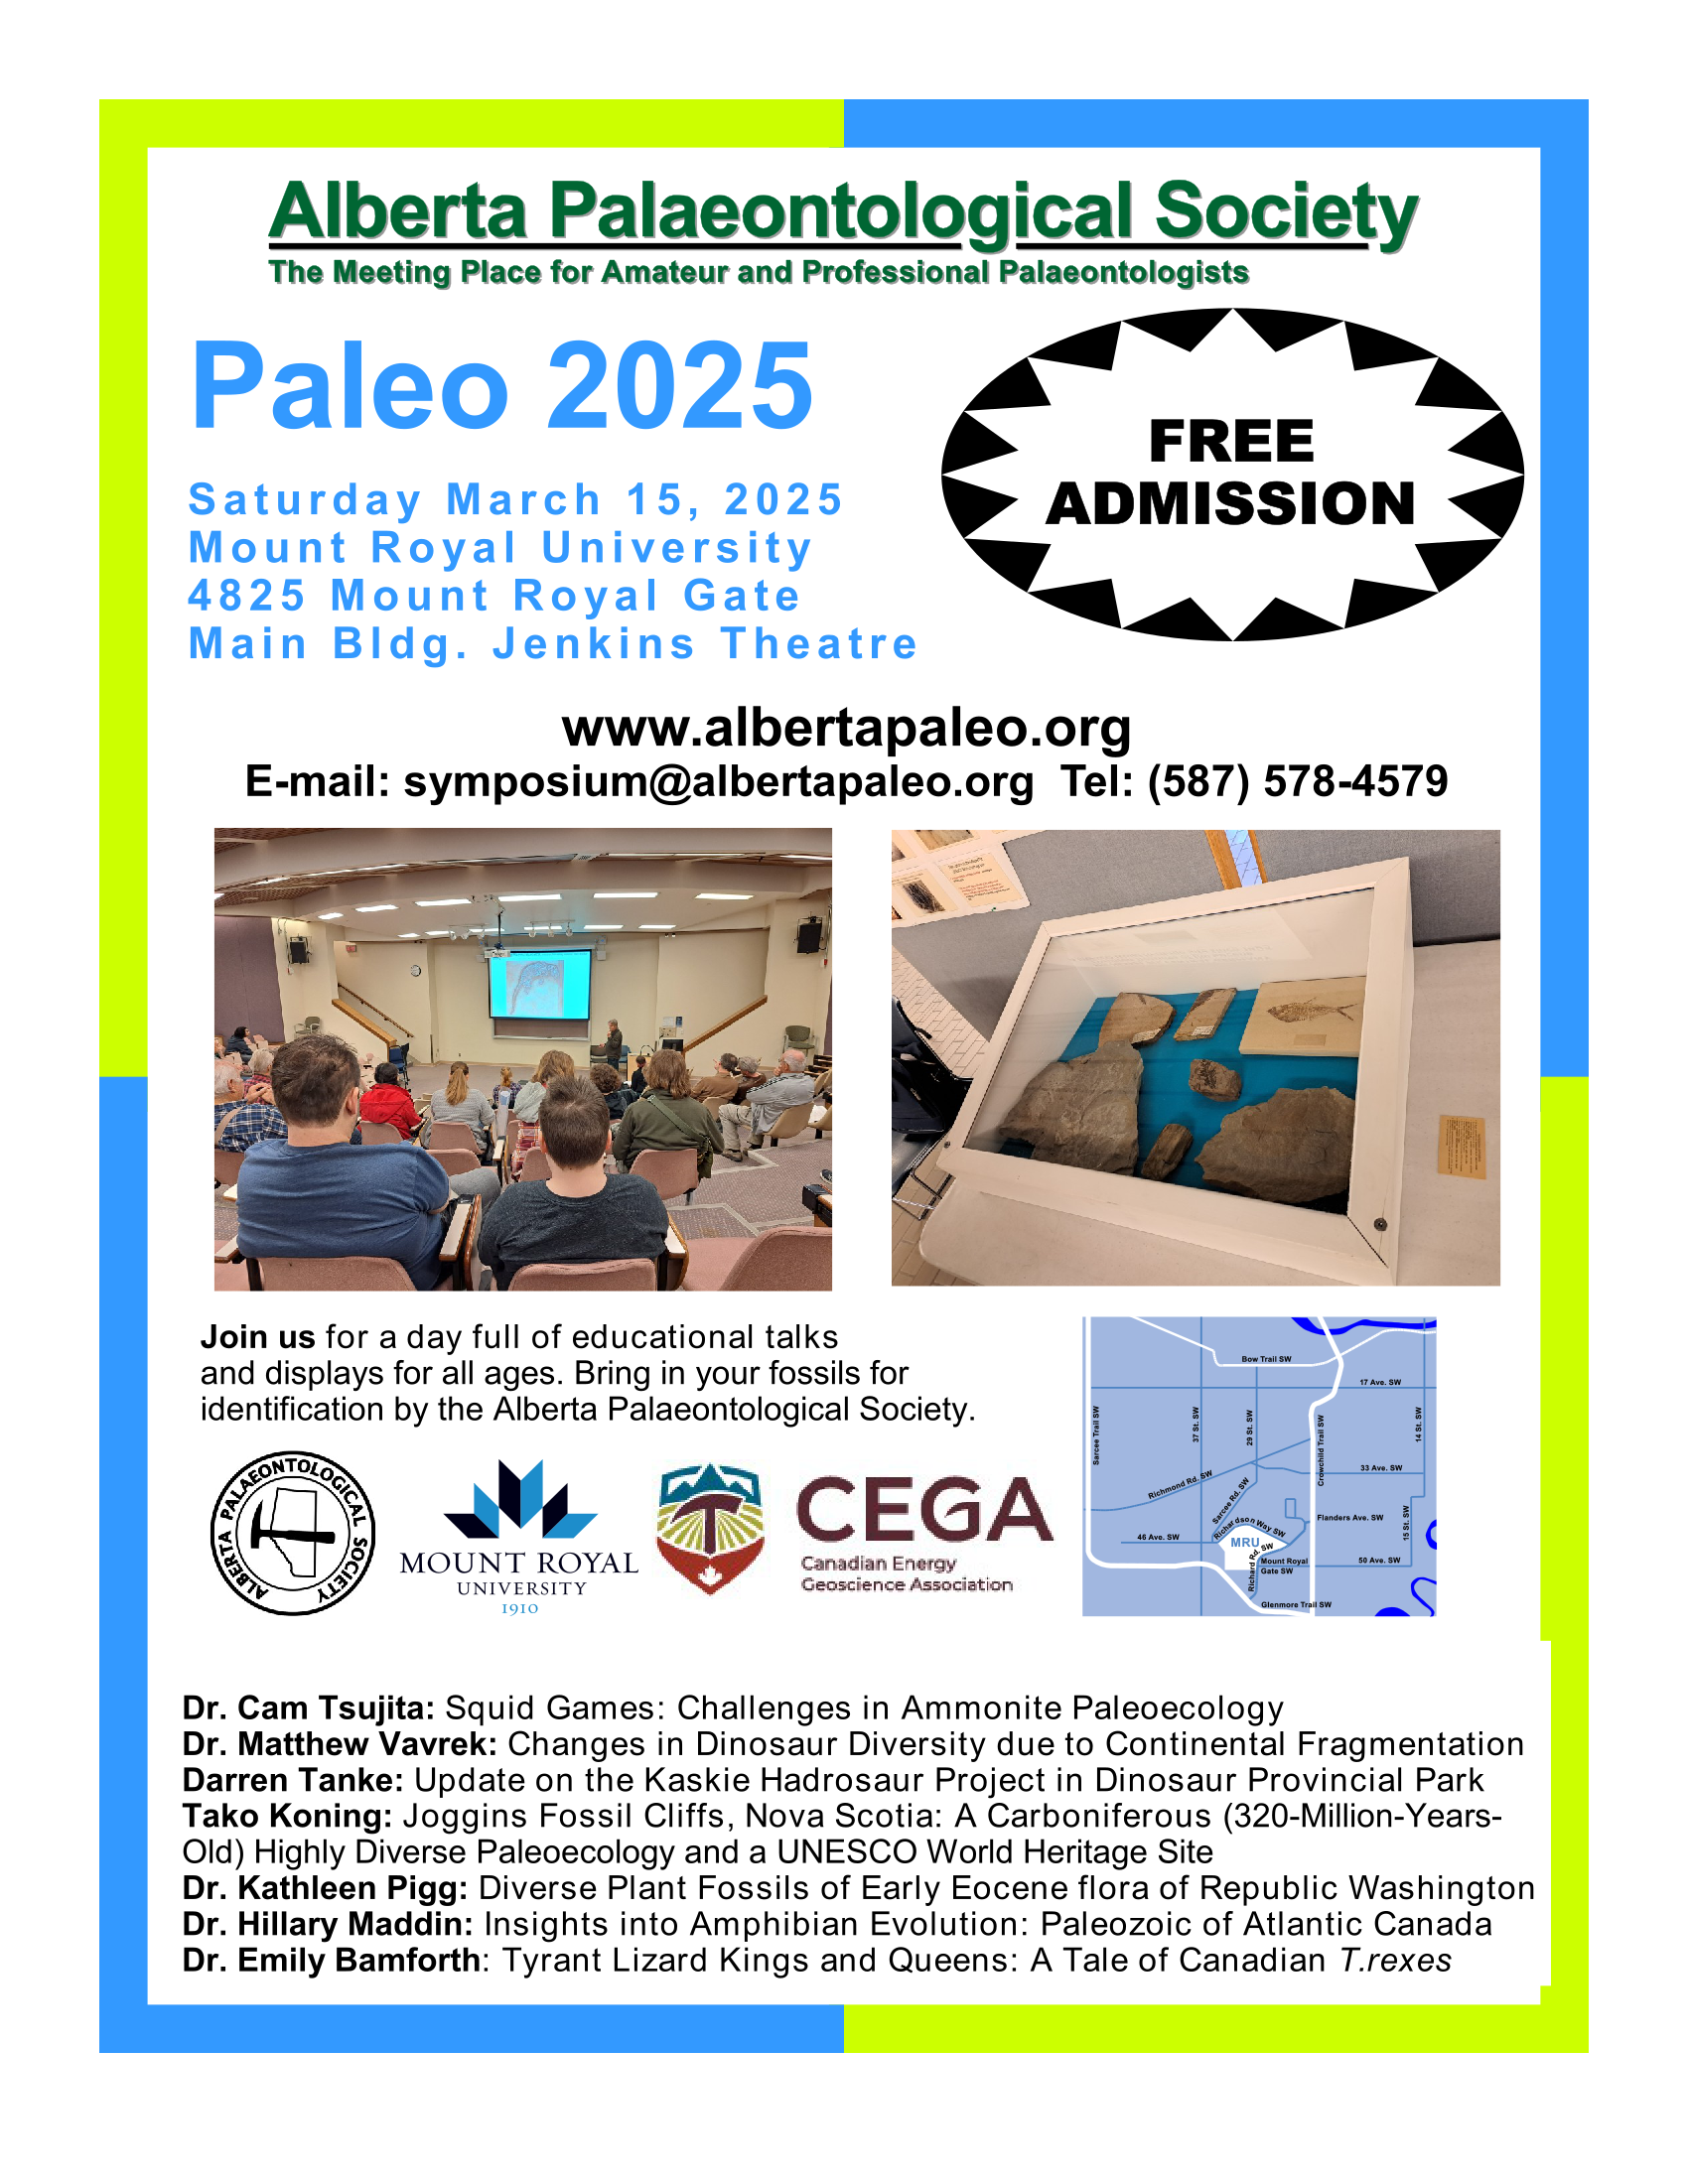 Alberta Palaeontological Society
The Meeting Place for Amateur and Professional Palaeontologists
Paleo 2025
FREE
ADMISSION
Saturday March 15, 2025
Mount Royal University
4825 Mount Royal Gate
Main Bldg. Jenkins Theatre
www.albertapaleo.org
E-mail: symposium@albertapaleo.org Tel: (587) 578-4579
Join us for a day full of educational talks
and displays for all ages. Bring in your fossils for
identification by the Alberta Palaeontological Society.
ALBERTA PALAEONTOLOGICAL SOCIETY
MOUNT ROYAL
UNIVERSITY
1910
CEGA
Canadian Energy
Geoscience Association
Bow Trail SW
17 Ave. SW
Sarcee Trail SW
37 St. SW
29 St. SW
Crowchild Trail SW
14 St. SW
33 Ave. SW
Richmond Rd. SW
Sarcee Rd. SW
Flanders Ave. SW
15 St. SW
Richardson Way SW
46 Ave. SW
MRU
Richard Rd. SW
Mount Royal
Gate SW
50 Ave. SW
Glenmore Trail SW
Dr. Cam Tsujita: Squid Games: Challenges in Ammonite Paleoecology
Dr. Matthew Vavrek: Changes in Dinosaur Diversity due to Continental Fragmentation
Darren Tanke: Update on the Kaskie Hadrosaur Project in Dinosaur Provincial Park
Tako Koning: Joggins Fossil Cliffs, Nova Scotia: A Carboniferous (320-Million-Years-
Old) Highly Diverse Paleoecology and a UNESCO World Heritage Site
Dr. Kathleen Pigg: Diverse Plant Fossils of Early Eocene flora of Republic Washington
Dr. Hillary Maddin: Insights into Amphibian Evolution: Paleozoic of Atlantic Canada
Dr. Emily Bamforth: Tyrant Lizard Kings and Queens: A Tale of Canadian T.rexes